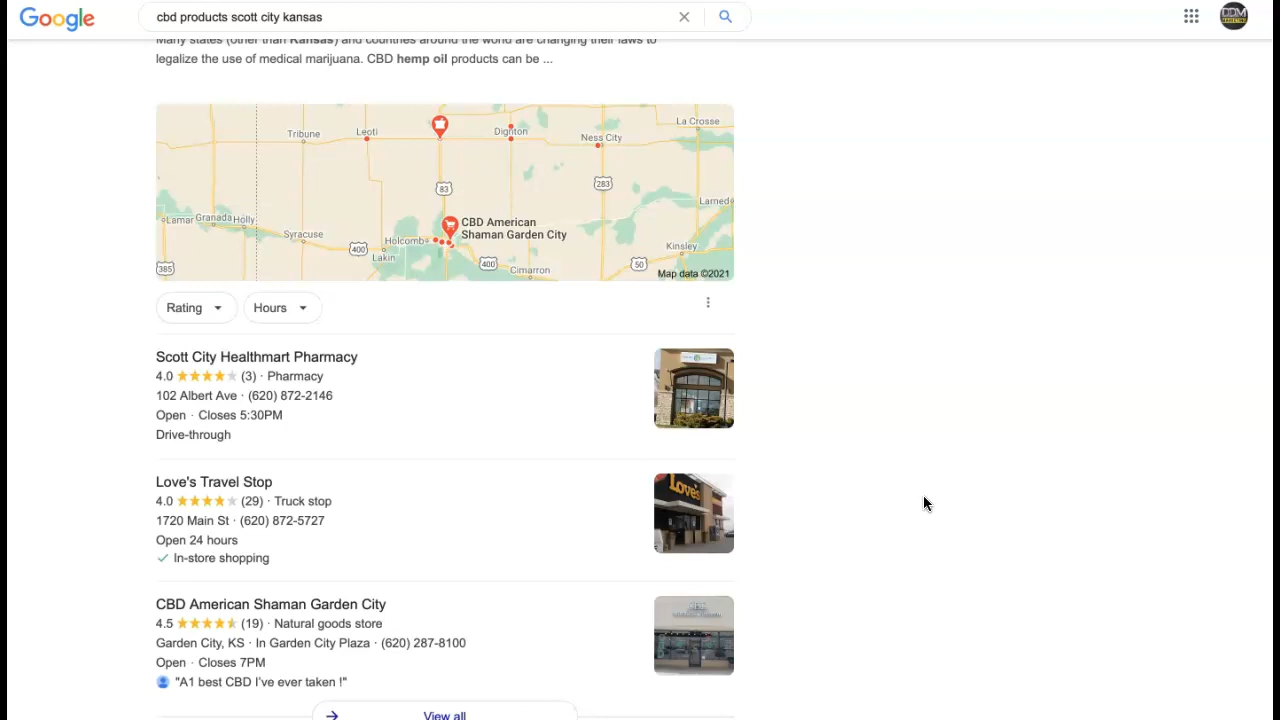 Google
cbd products scott city kansas
Many states (other than Kansas) and countries around the world are changing their laws to
legalize the use of medical marijuana. CBD hemp oil products can be ...
Tribune
Leoti
Dighton
Ness City
La Crosse
83
283
Lamar
Granada
Holly
Syracuse
400
Holcomb
Lakin
CBD American
Shaman Garden City
Larned
Kinsley
385
400
Cimarron
50
Map data ©2021
Rating
Hours
Scott City Healthmart Pharmacy
4.0 (3) · Pharmacy
102 Albert Ave · (620) 872-2146
Open · Closes 5:30PM
Drive-through
Love's Travel Stop
4.0 (29) · Truck stop
1720 Main St · (620) 872-5727
Open 24 hours
In-store shopping
Love's
CBD American Shaman Garden City
4.5 (19) · Natural goods store
Garden City, KS · In Garden City Plaza · (620) 287-8100
Open · Closes 7PM
"A1 best CBD I've ever taken !"
View all